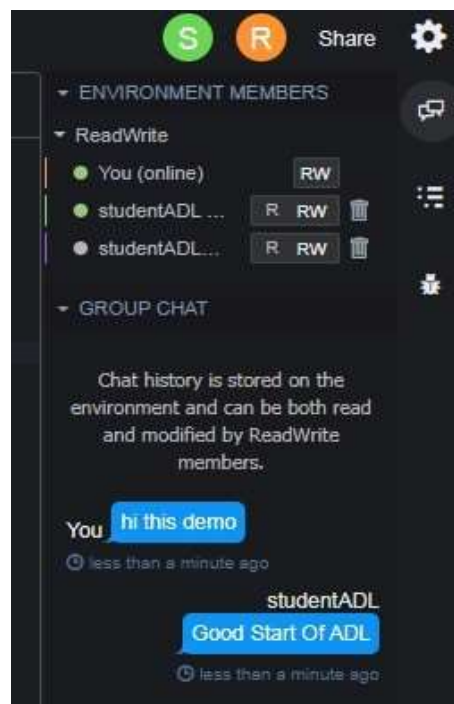 S R Share
ENVIRONMENT MEMBERS
ReadWrite
You (online) RW
studentADL ... R RW
studentADL... R RW
GROUP CHAT
Chat history is stored on the
environment and can be both read
and modified by ReadWrite
members.
You hi this demo
less than a minute ago
studentADL
Good Start Of ADL
less than a minute ago